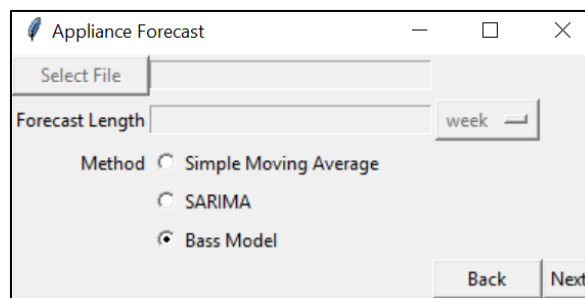 Appliance Forecast
Select File
Forecast Length week
Method Simple Moving Average
SARIMA
Bass Model
Back Next